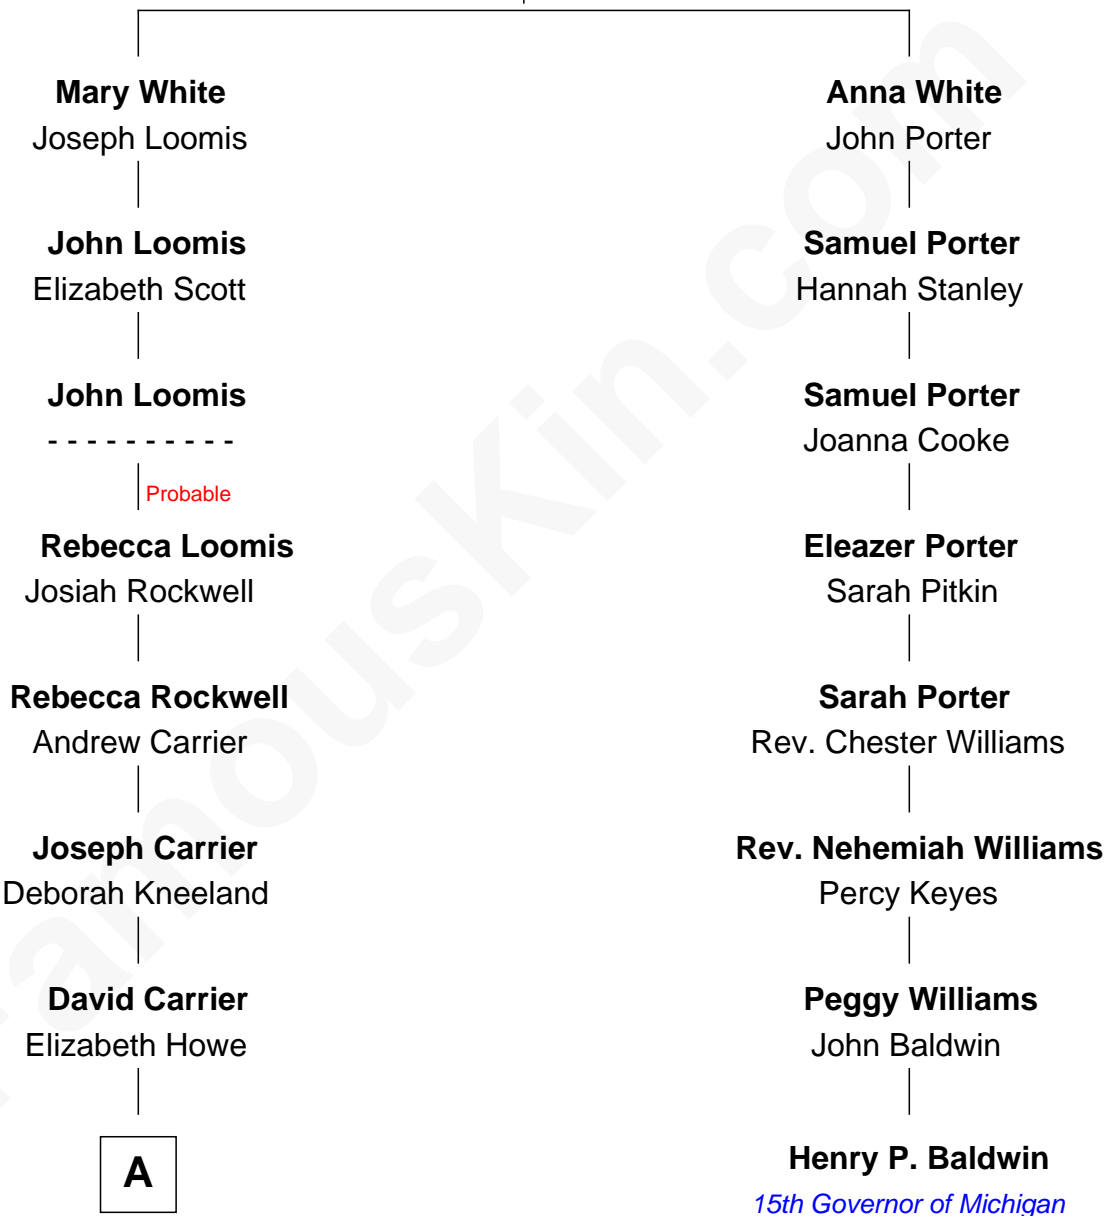 Mary White
Joseph Loomis
John Loomis
Elizabeth Scott
John Loomis
- - - - - - - - - -
Probable
Rebecca Loomis
Josiah Rockwell
Rebecca Rockwell
Andrew Carrier
Joseph Carrier
Deborah Kneeland
David Carrier
Elizabeth Howe
A
Anna White
John Porter
Samuel Porter
Hannah Stanley
Samuel Porter
Joanna Cooke
Eleazer Porter
Sarah Pitkin
Sarah Porter
Rev. Chester Williams
Rev. Nehemiah Williams
Percy Keyes
Peggy Williams
John Baldwin
Henry P. Baldwin
15th Governor of Michigan
FamousKin.com